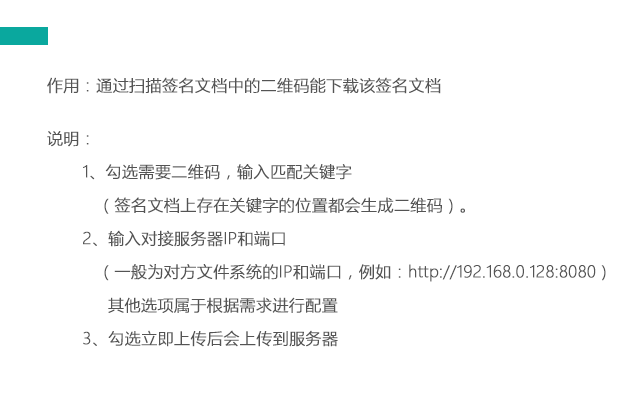 作用：通过扫描签名文档中的二维码能下载该签名文档
说明：
1、勾选需要二维码，输入匹配关键字
（签名文档上存在关键字的位置都会生成二维码）。
2、输入对接服务器IP和端口
（一般为对方文件系统的IP和端口，例如：http://192.168.0.128:8080）
其他选项属于根据需求进行配置
3、勾选立即上传后会上传到服务器